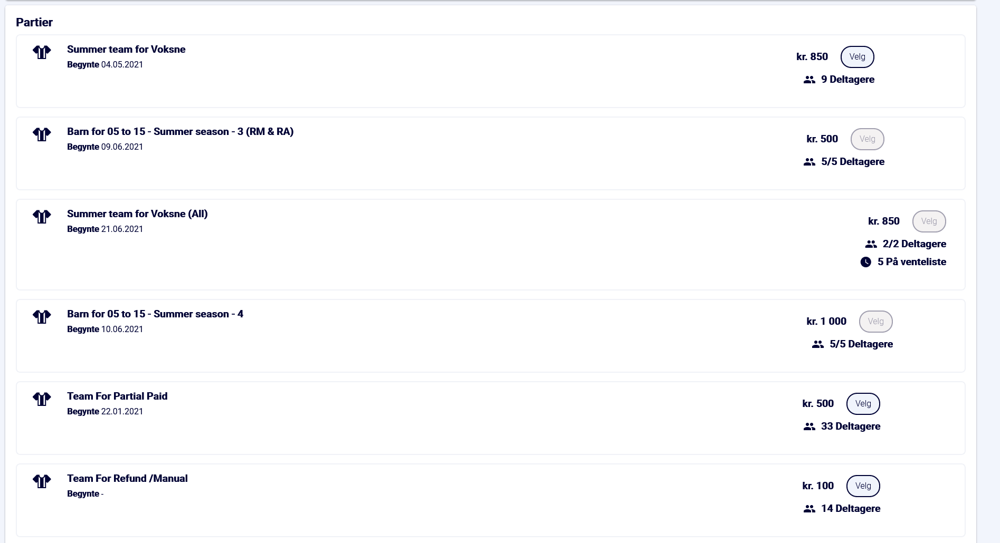 Partier
Summer team for Voksne
Begynte 04.05.2021
kr. 850 Velg
9 Deltagere
Barn for 05 to 15 - Summer season - 3 (RM & RA)
Begynte 09.06.2021
kr. 500 Velg
5/5 Deltagere
Summer team for Voksne (All)
Begynte 21.06.2021
kr. 850 Velg
2/2 Deltagere
5 På venteliste
Barn for 05 to 15 - Summer season - 4
Begynte 10.06.2021
kr. 1 000 Velg
5/5 Deltagere
Team For Partial Paid
Begynte 22.01.2021
kr. 500 Velg
33 Deltagere
Team For Refund /Manual
Begynte -
kr. 100 Velg
14 Deltagere